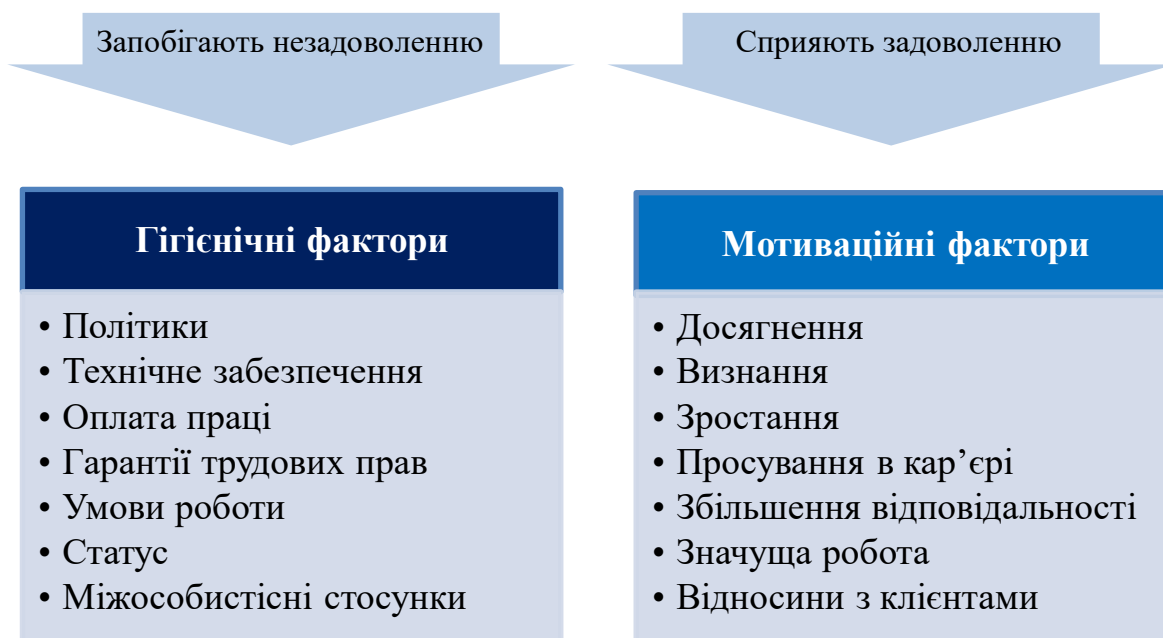 Запобігають незадоволенню
Сприяють задоволенню
Гігієнічні фактори
• Політики
• Технічне забезпечення
• Оплата праці
• Гарантії трудових прав
• Умови роботи
• Статус
• Міжособистісні стосунки
Мотиваційні фактори
• Досягнення
• Визнання
• Зростання
• Просування в кар’єрі
• Збільшення відповідальності
• Значуща робота
• Відносини з клієнтами